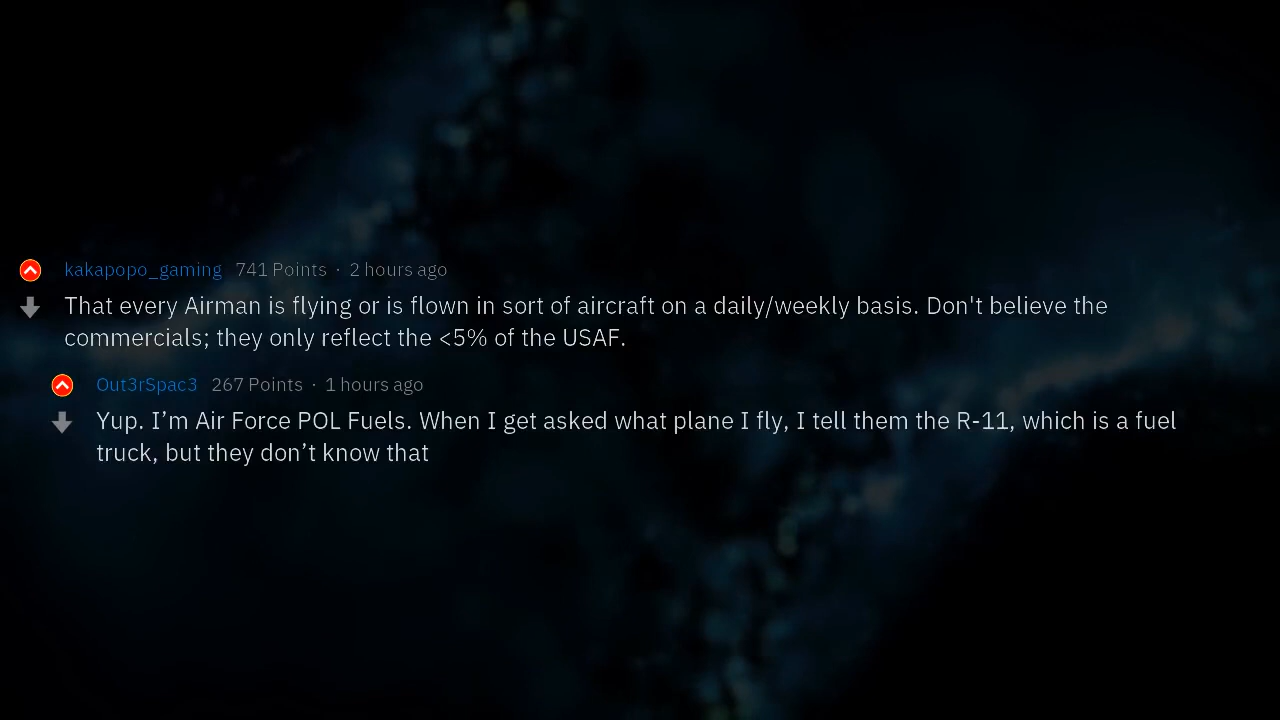 kakapopo_gaming 741 Points · 2 hours ago
That every Airman is flying or is flown in sort of aircraft on a daily/weekly basis. Don't believe the
commercials; they only reflect the <5% of the USAF.
Out3rSpac3 267 Points · 1 hours ago
Yup. I’m Air Force POL Fuels. When I get asked what plane I fly, I tell them the R-11, which is a fuel
truck, but they don’t know that